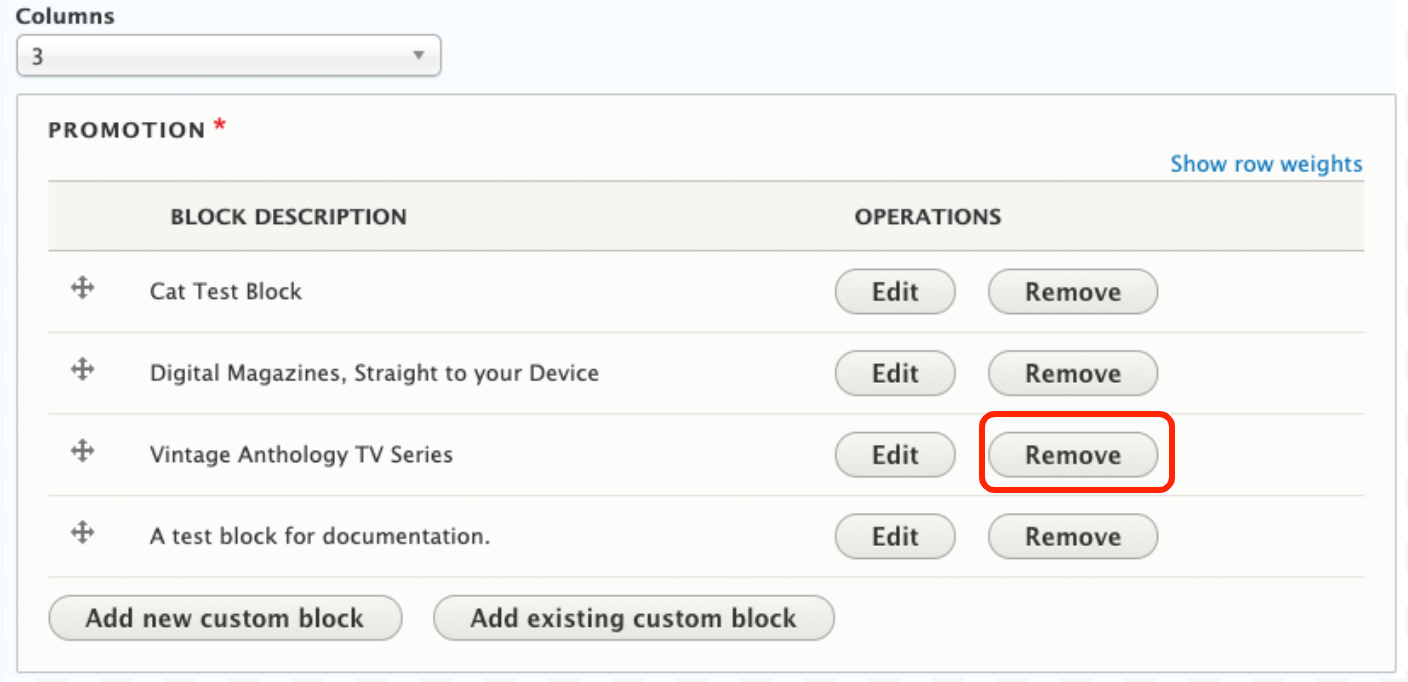 Columns
3
PROMOTION *
Show row weights
BLOCK DESCRIPTION OPERATIONS
Cat Test Block Edit Remove
Digital Magazines, Straight to your Device Edit Remove
Vintage Anthology TV Series Edit Remove
A test block for documentation. Edit Remove
Add new custom block Add existing custom block